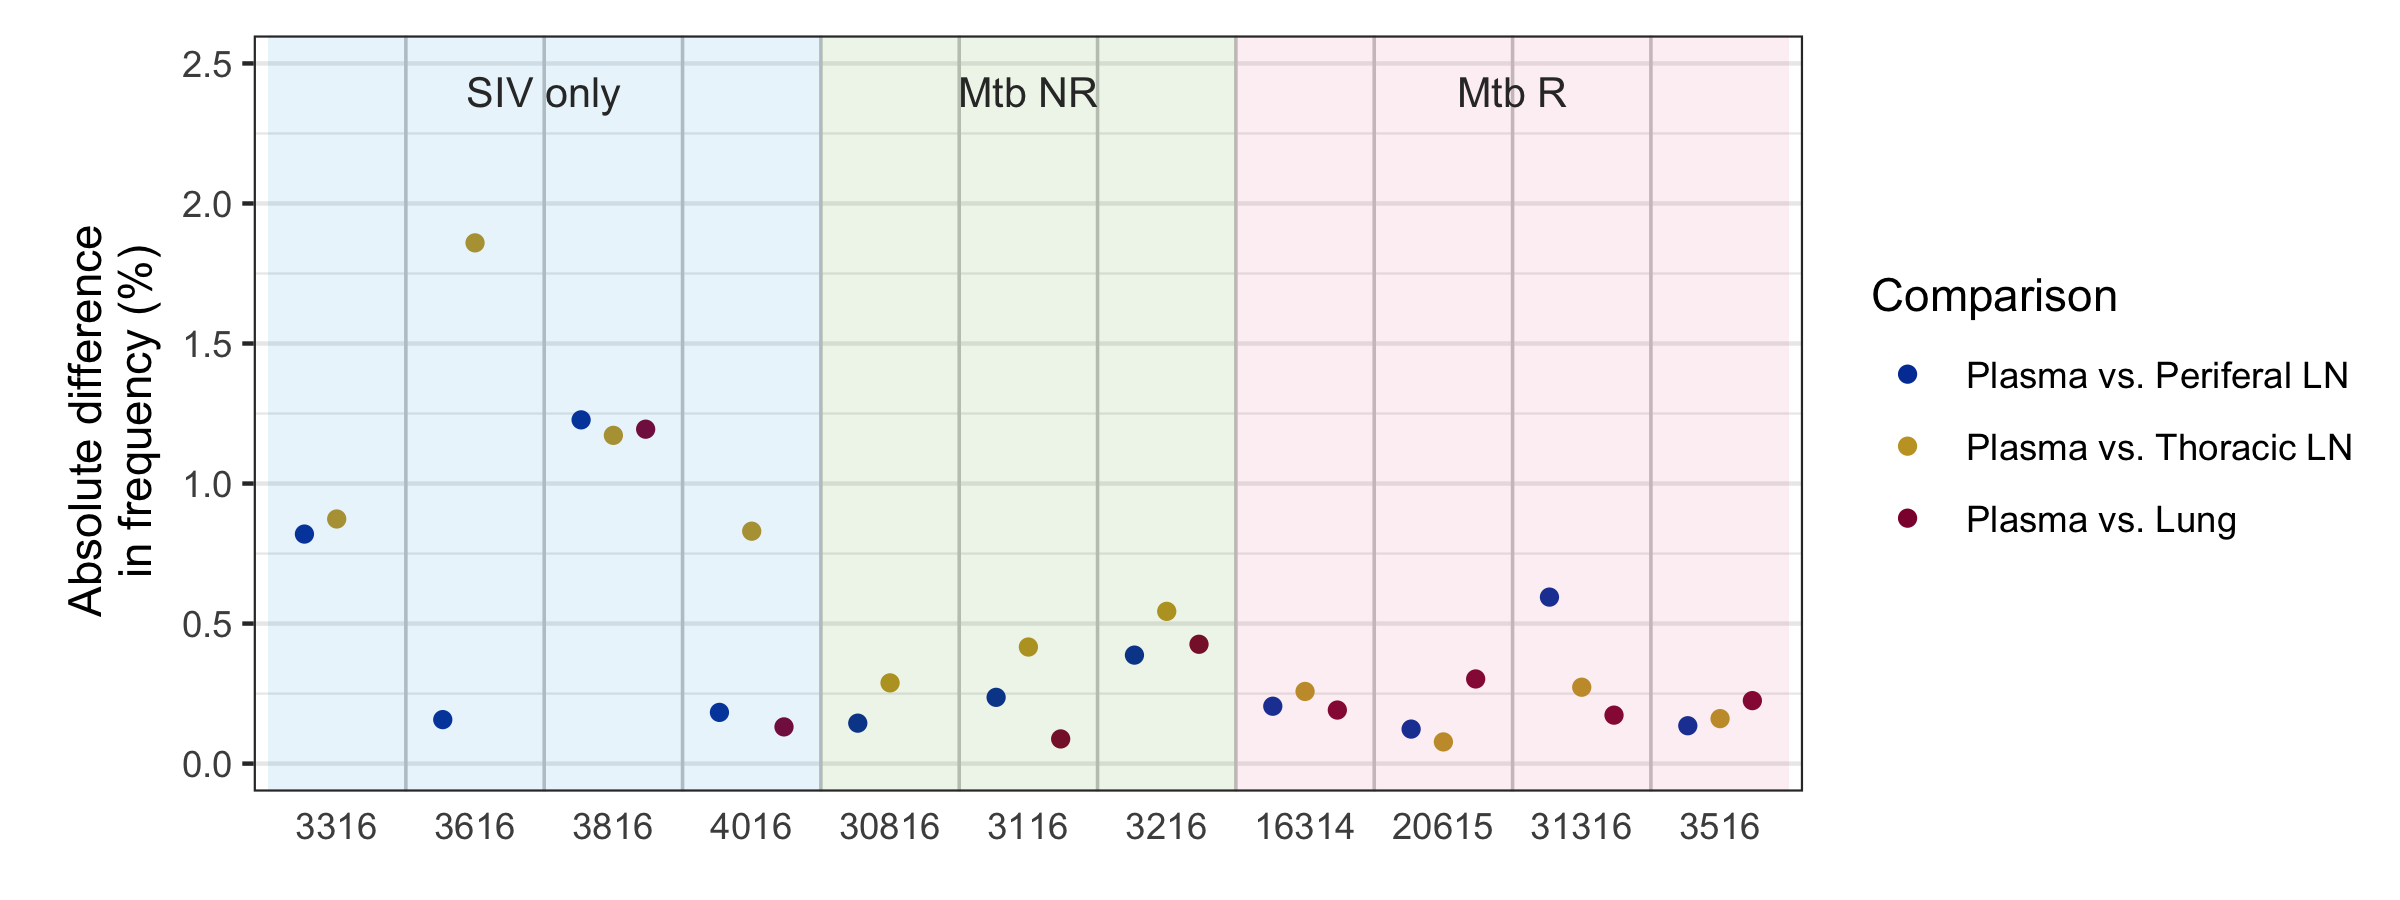 Absolute difference
in frequency (%)
2.5
2.0
1.5
1.0
0.5
0.0
SIV only
Mtb NR
Mtb R
3316
3616
3816
4016
30816
3116
3216
16314
20615
31316
3516
Comparison
Plasma vs. Periferal LN
Plasma vs. Thoracic LN
Plasma vs. Lung